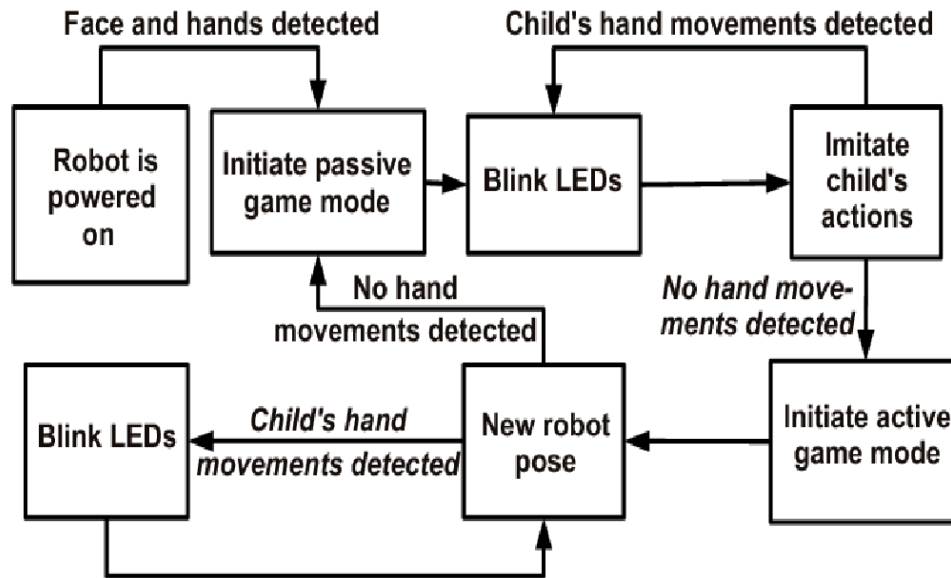 Face and hands detected
Child's hand movements detected
Robot is
powered
on
Initiate passive
game mode
Blink LEDs
Imitate
child's
actions
No hand
movements detected
No hand move-
ments detected
Blink LEDs
Child's hand
movements detected
New robot
pose
Initiate active
game mode